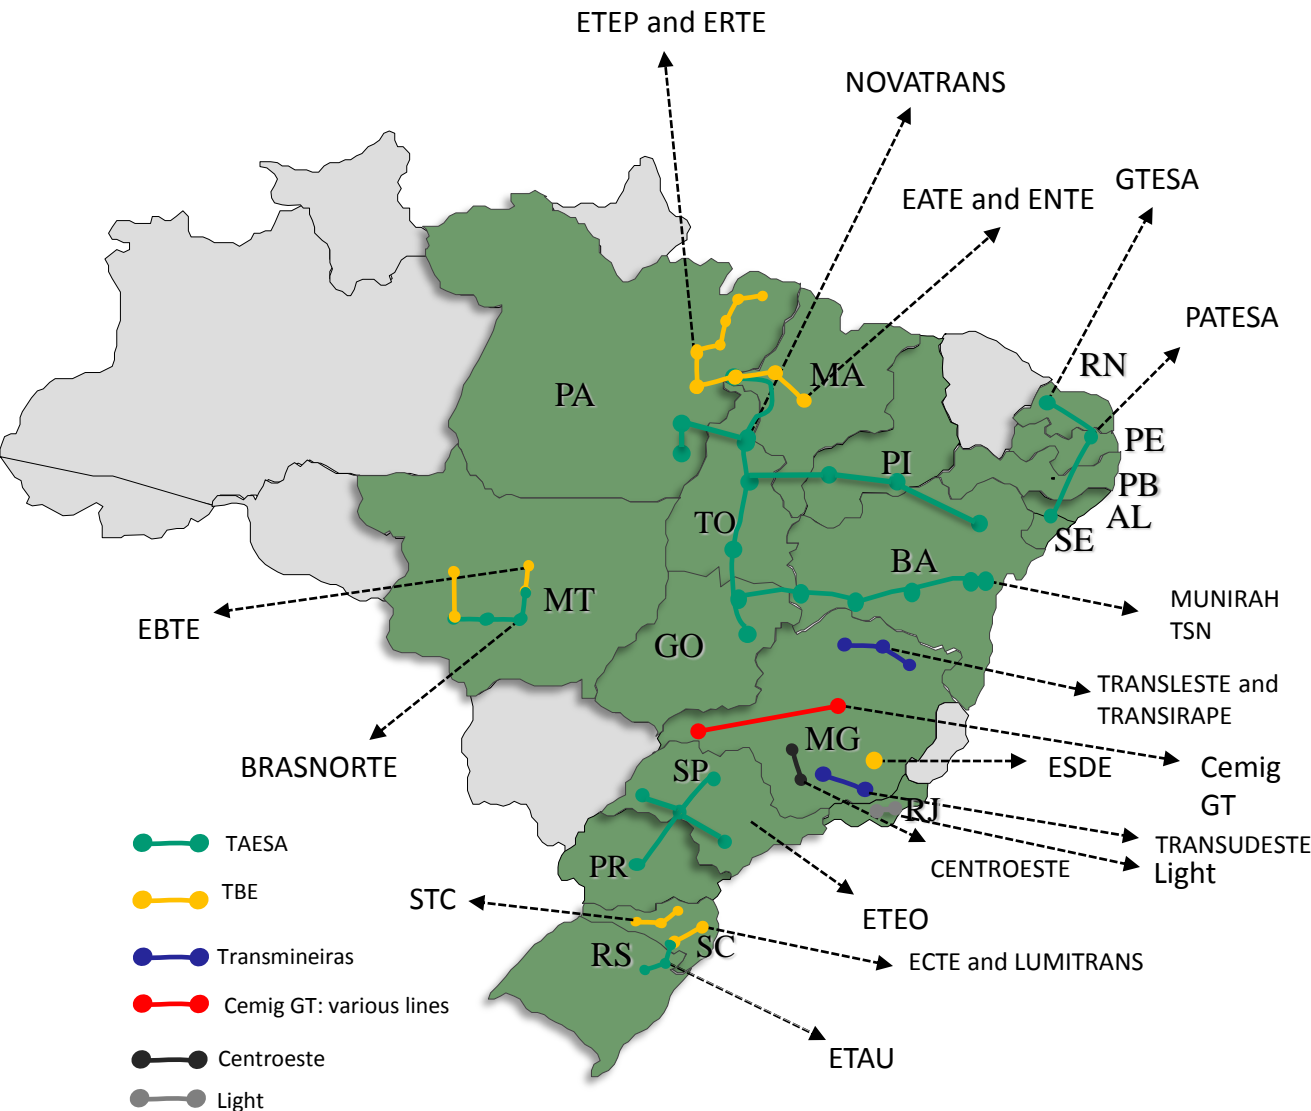 ETEP and ERTE
NOVATRANS
GTESA
EATE and ENTE
PATESA
RN
MA
PA
PE
PI
PB
AL
TO
SE
BA
MT
MUNIRAH
TSN
EBTE
GO
TRANSLESTE and
TRANSIRAPE
MG
BRASNORTE
SP
ESDE
Cemig
GT
RJ
TAESA
TRANSUDESTE
PR
CENTROESTE
Light
TBE
STC
ETEO
RS
SC
Transmineiras
ECTE and LUMITRANS
Cemig GT: various lines
ETAU
Centroeste
Light